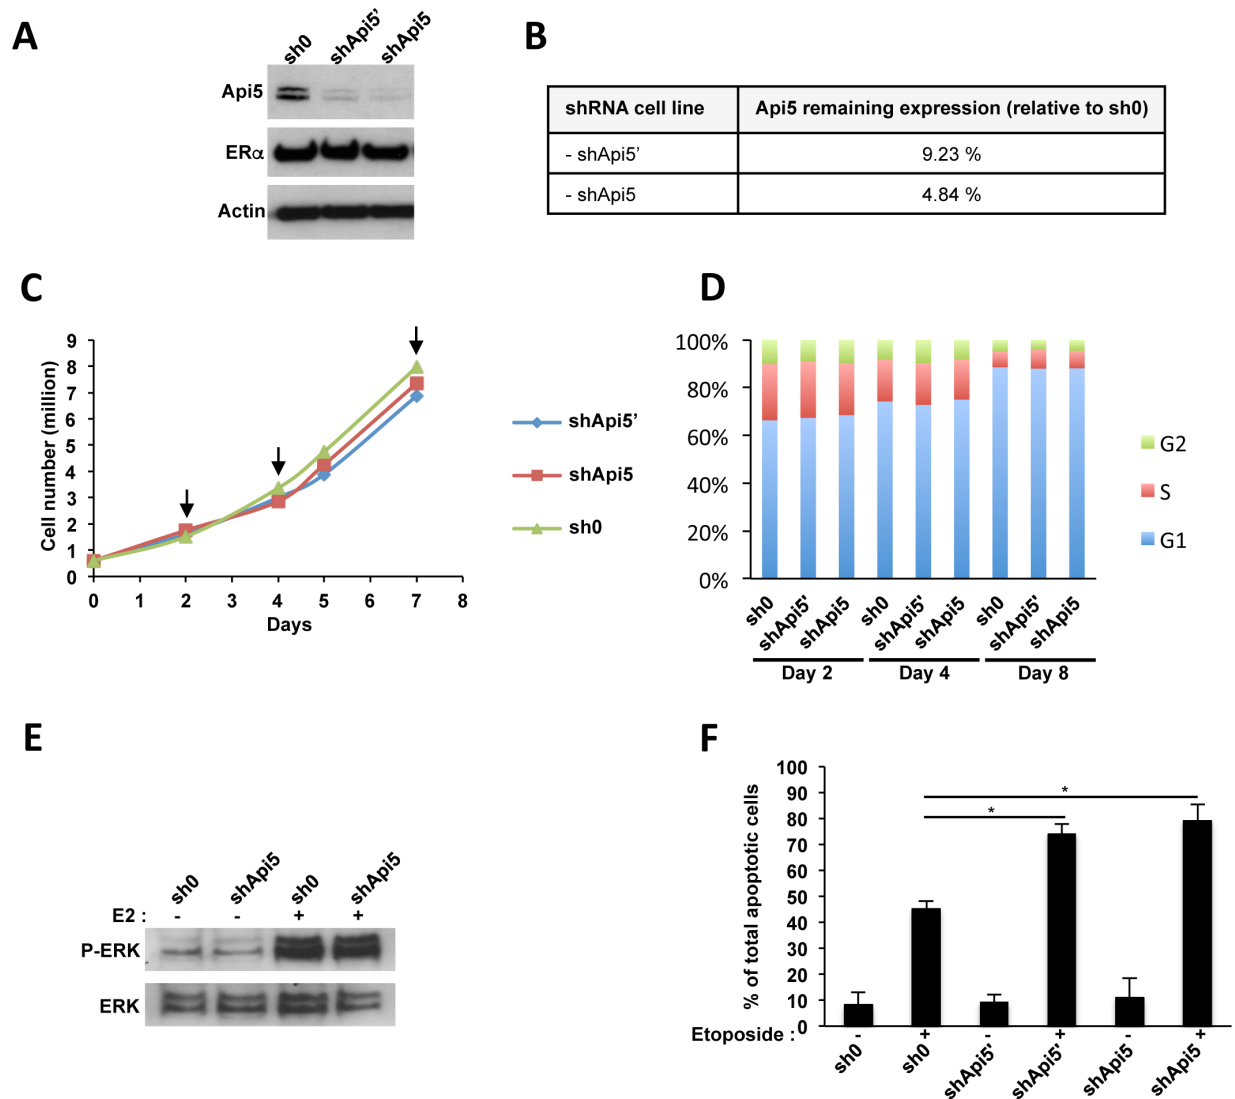 A
sh0 shApi5' shApi5
Api5
ERα
Actin
B
shRNA cell line Api5 remaining expression (relative to sh0)
- shApi5' 9.23 %
- shApi5 4.84 %
C
Cell number (million)
9
8
7
6
5
4
3
2
1
0
0 1 2 3 4 5 6 7 8
Days
shApi5'
shApi5
sh0
D
100%
80%
60%
40%
20%
0%
sh0 shApi5' shApi5 sh0 shApi5' shApi5 sh0 shApi5' shApi5
Day 2 Day 4 Day 8
G2
S
G1
E
sh0 shApi5 sh0 shApi5
E2 : - - + +
P-ERK
ERK
F
% of total apoptotic cells
100
90
80
70
60
50
40
30
20
10
0
*
*
Etoposide : - + - + - +
sh0 sh0 shApi5' shApi5' shApi5 shApi5